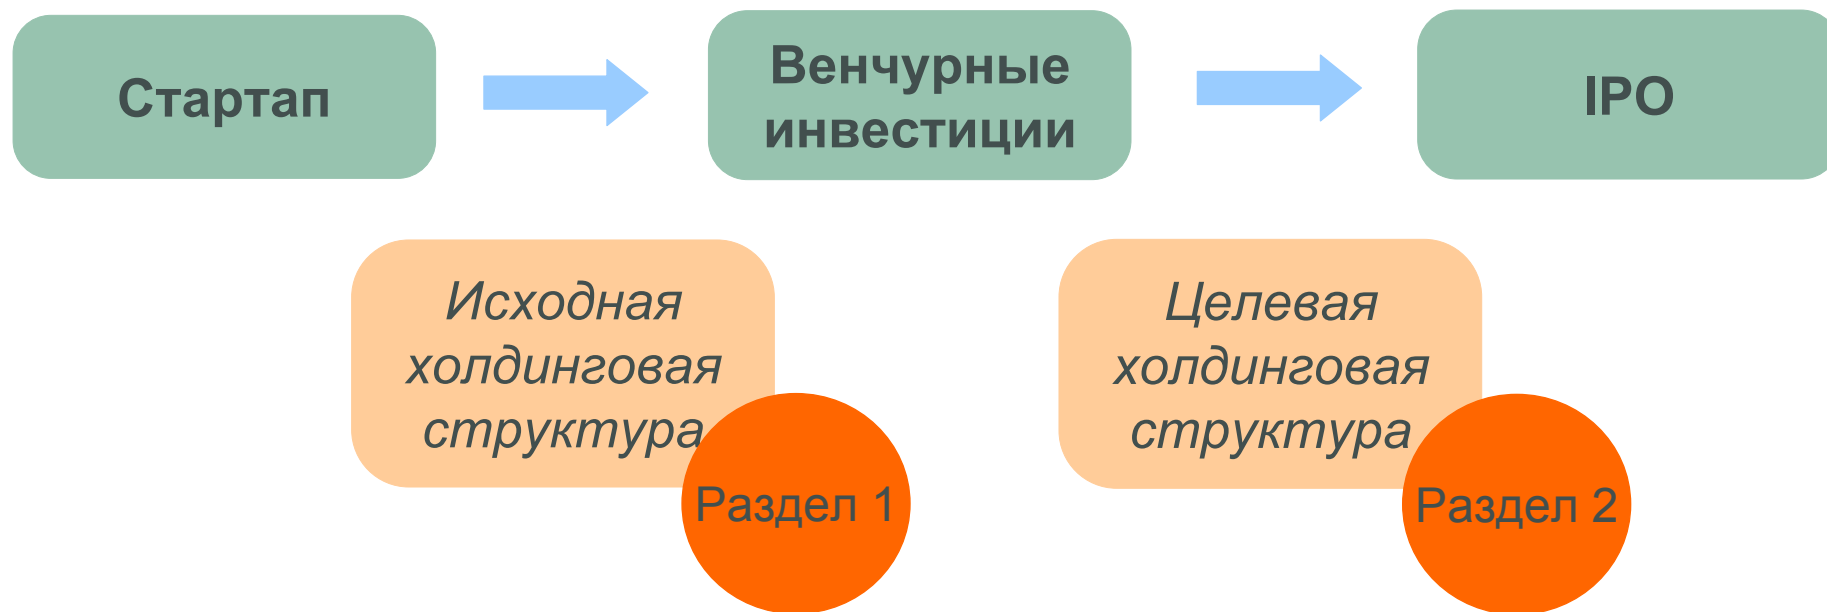 Стартап
Венчурные
инвестиции
IPO
Исходная
холдинговая
структура
Раздел 1
Целевая
холдинговая
структура
Раздел 2